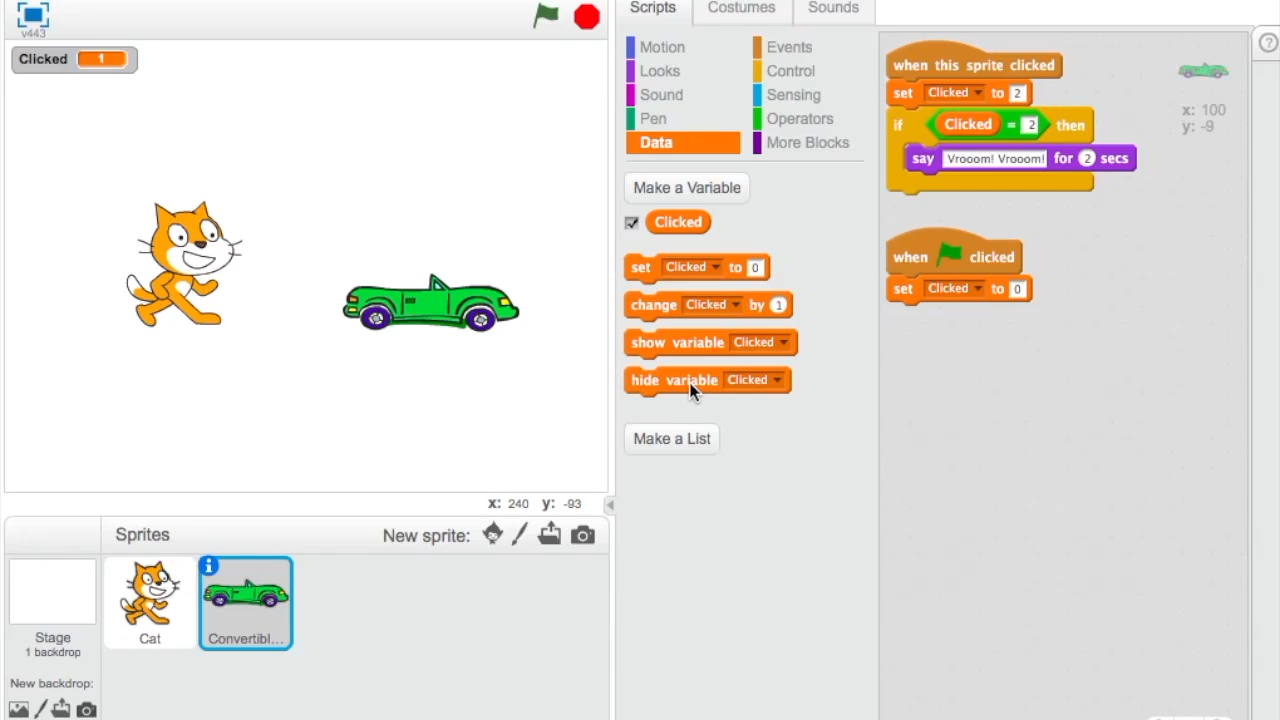 v443
Clicked 1
x: 240 y: -93
Sprites New sprite:
Cat
Convertibl...
Stage
1 backdrop
New backdrop:
Scripts Costumes Sounds
Motion Events
Looks Control
Sound Sensing
Pen Operators
Data More Blocks
Make a Variable
Clicked
set Clicked to 0
change Clicked by 1
show variable Clicked
hide variable Clicked
Make a List
when this sprite clicked
set Clicked to 2
if Clicked = 2 then
say Vrooom! Vrooom! for 2 secs
when clicked
set Clicked to 0
x: 100
y: -9
?